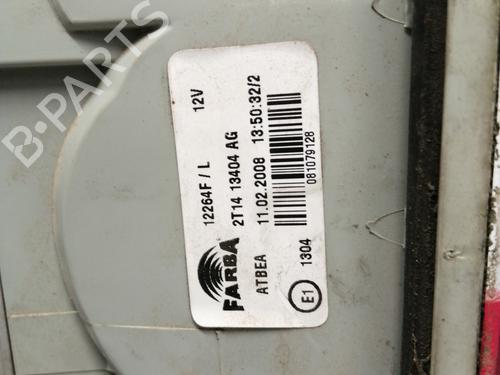 12V
12264F / L
2T14 13404 AG
FARBA
ATBEA 11.02.2008 13:50:32/2
081079128
E1 1304
B-PARTS